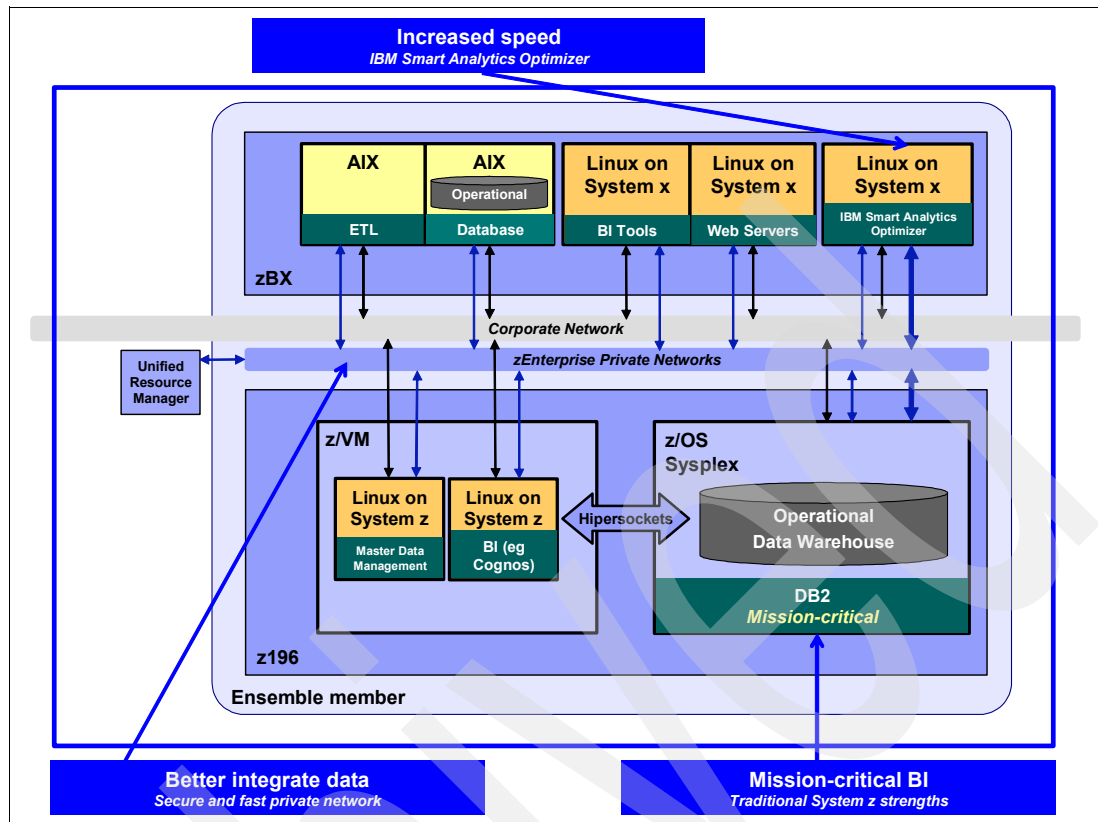 Increased speed
IBM Smart Analytics Optimizer
AIX
ETL
AIX
Operational
Database
Linux on
System x
BI Tools
Linux on
System x
Web Servers
Linux on
System x
IBM Smart Analytics
Optimizer
zBX
Corporate Network
zEnterprise Private Networks
Unified
Resource
Manager
z/VM
Linux on
System z
Master Data
Management
Linux on
System z
BI (eg
Cognos)
Hipersockets
z/OS
Sysplex
Operational
Data Warehouse
DB2
Mission-critical
z196
Ensemble member
Better integrate data
Secure and fast private network
Mission-critical BI
Traditional System z strengths